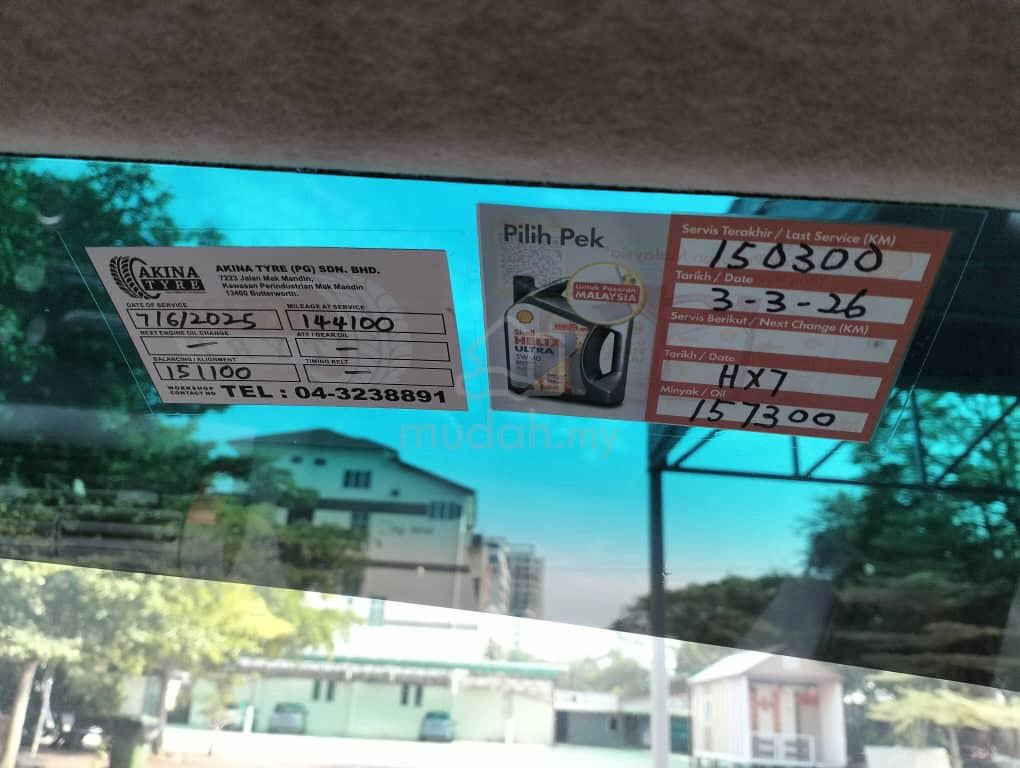 AKINA TYRE
AKINA TYRE (PG) SDN. BHD.
7223 Jalan Mak Mandin,
Kawasan Perindustrian Mak Mandin
13400 Butterworth.
DATE OF SERVICE MILEAGE AT SERVICE
7/6/2025 144100
NEXT ENGINE OIL CHANGE ATF / GEAR OIL
— —
BALANCING / ALIGNMENT TIMING BELT
151100 —
WORKSHOP CONTACT NO TEL : 04-3238891
Pilih Pek
Untuk Pasaran
MALAYSIA
Shell
HELIX
ULTRA
5W-40
Servis Terakhir / Last Service (KM)
150300
Tarikh / Date
3-3-26
Servis Berikut / Next Change (KM)
Tarikh / Date
HX7
Minyak / Oil
157300
mudah.my